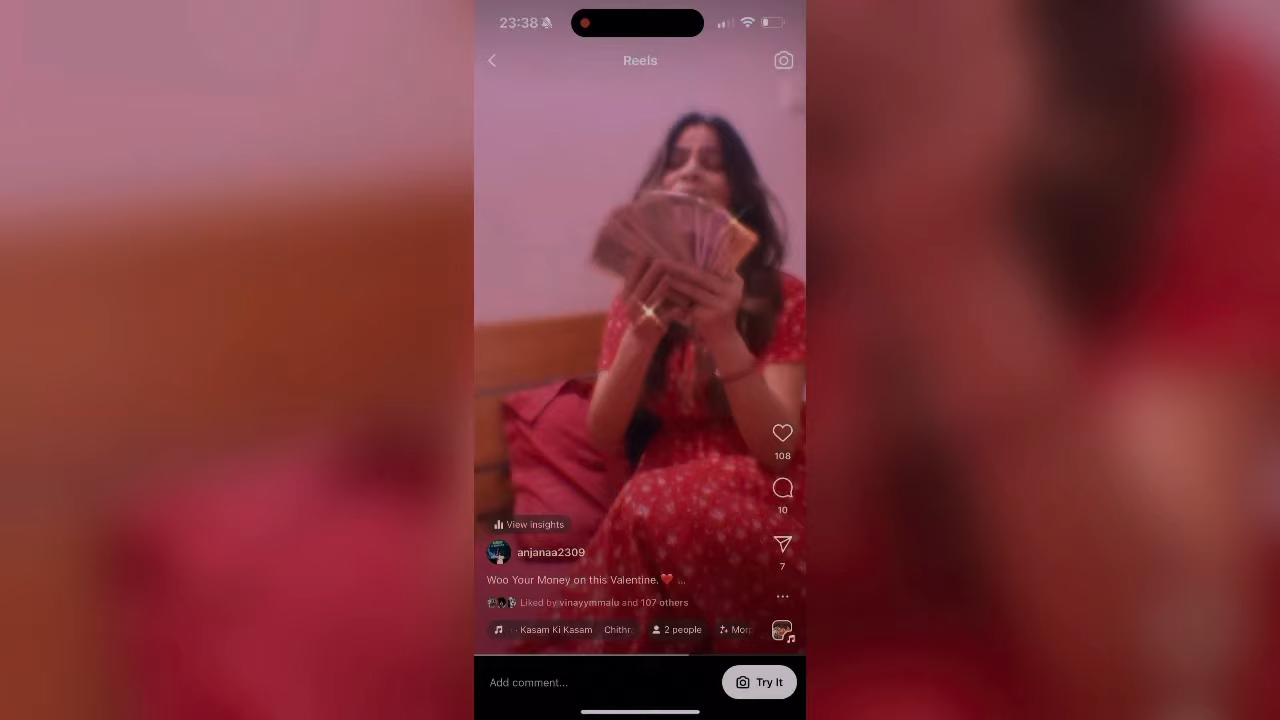 23:38
Reels
108
10
View insights
anjanaa2309
7
Woo Your Money on this Valentine.❤️ ...
Liked by vinayymmalu and 107 others
Kasam Ki Kasam Chithr
2 people
Add comment...
Try It